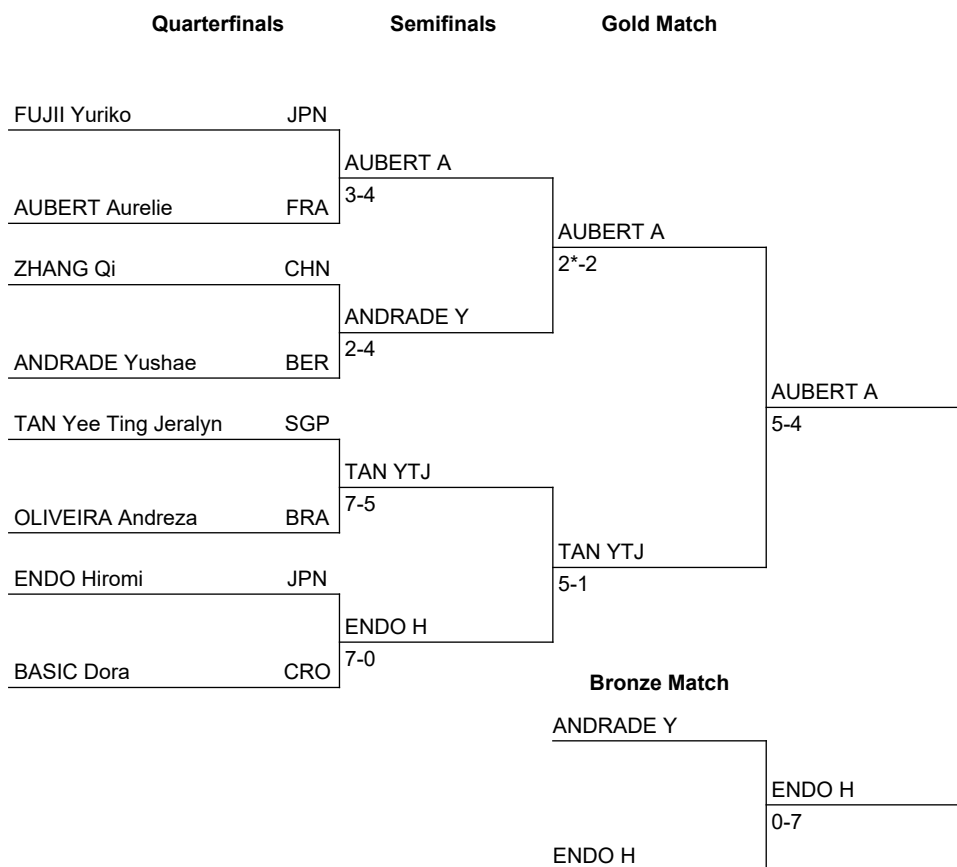 Quarterfinals Semifinals Gold Match
FUJII Yuriko JPN
AUBERT A
3-4
AUBERT Aurelie FRA
AUBERT A
2*-2
ZHANG Qi CHN
ANDRADE Y
2-4
ANDRADE Yushae BER
AUBERT A
5-4
TAN Yee Ting Jeralyn SGP
TAN YTJ
7-5
OLIVEIRA Andreza BRA
TAN YTJ
5-1
ENDO Hiromi JPN
ENDO H
7-0
BASIC Dora CRO
Bronze Match
ANDRADE Y
ENDO H
0-7
ENDO H